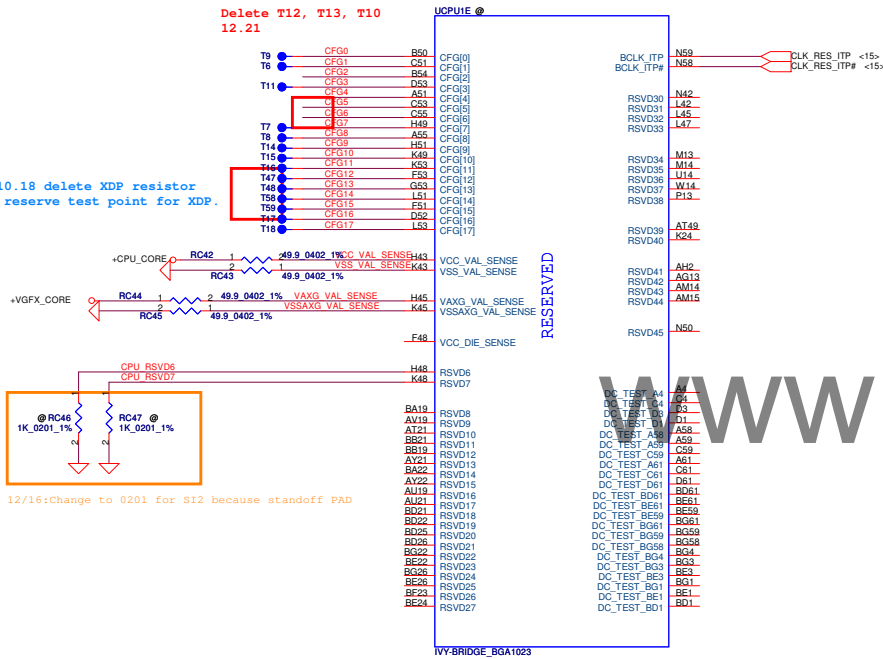 Delete T12, T13, T10
12.21
UCPU1E @
T9 CFG0 B50 CFG[0]
T6 CFG1 C51 CFG[1]
CFG2 B54 CFG[2]
T11 CFG3 D53 CFG[3]
CFG4 A51 CFG[4]
CFG5 C53 CFG[5]
CFG6 C55 CFG[6]
T7 CFG7 H49 CFG[7]
T8 CFG8 A55 CFG[8]
T14 CFG9 H51 CFG[9]
T15 CFG10 K49 CFG[10]
T16 CFG11 K53 CFG[11]
T47 CFG12 F53 CFG[12]
T48 CFG13 G53 CFG[13]
T58 CFG14 L51 CFG[14]
T59 CFG15 F51 CFG[15]
T17 CFG16 D52 CFG[16]
T18 CFG17 L53 CFG[17]
10.18 delete XDP resistor
reserve test point for XDP.
BCLK_ITP N59 CLK_RES_ITP <15>
BCLK_ITP# N58 CLK_RES_ITP# <15>
RSVD30 N42
RSVD31 L42
RSVD32 L45
RSVD33 L47
RSVD34 M13
RSVD35 M14
RSVD36 U14
RSVD37 W14
RSVD38 P13
RSVD39 AT49
RSVD40 K24
RSVD41 AH2
RSVD42 AG13
RSVD43 AM14
RSVD44 AM15
RSVD45 N50
+CPU_CORE RC42 1 2 49.9_0402_1% VCC_VAL_SENSE H43 VCC_VAL_SENSE
RC43 2 1 49.9_0402_1% VSS_VAL_SENSE K43 VSS_VAL_SENSE
+VGFX_CORE RC44 1 2 49.9_0402_1% VAXG_VAL_SENSE H45 VAXG_VAL_SENSE
RC45 2 1 49.9_0402_1% VSSAXG_VAL_SENSE K45 VSSAXG_VAL_SENSE
RESERVED
F48 VCC_DIE_SENSE
CPU_RSVD6 H48 RSVD6
CPU_RSVD7 K48 RSVD7
1 1
@ RC46 RC47 @
1K_0201_1% 1K_0201_1%
2 2
12/16:Change to 0201 for SI2 because standoff PAD
BA19 RSVD8
AV19 RSVD9
AT21 RSVD10
BB21 RSVD11
BB19 RSVD12
AY21 RSVD13
BA22 RSVD14
AY22 RSVD15
AU19 RSVD16
AU21 RSVD17
BD21 RSVD18
BD22 RSVD19
BD25 RSVD20
BD26 RSVD21
BG22 RSVD22
BE22 RSVD23
BG26 RSVD24
BE26 RSVD25
BF23 RSVD26
BE24 RSVD27
DC_TEST_A4 A4
DC_TEST_C4 C4
DC_TEST_D3 D3
DC_TEST_D1 D1
DC_TEST_A58 A58
DC_TEST_A59 A59
DC_TEST_C59 C59
DC_TEST_A61 A61
DC_TEST_C61 C61
DC_TEST_D61 D61
DC_TEST_BD61 BD61
DC_TEST_BE61 BE61
DC_TEST_BE59 BE59
DC_TEST_BG61 BG61
DC_TEST_BG59 BG59
DC_TEST_BG58 BG58
DC_TEST_BG4 BG4
DC_TEST_BG3 BG3
DC_TEST_BE3 BE3
DC_TEST_BG1 BG1
DC_TEST_BE1 BE1
DC_TEST_BD1 BD1
www
IVY-BRIDGE_BGA1023